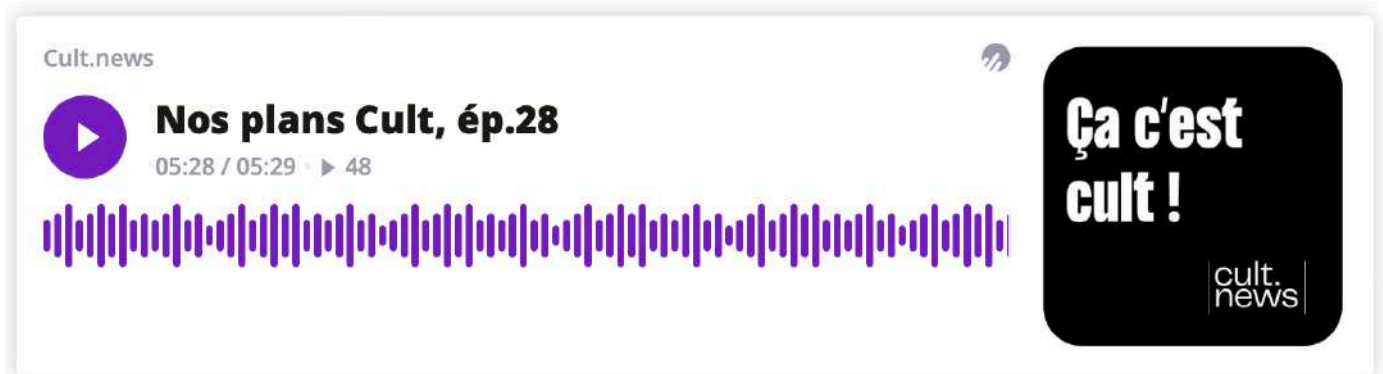 Cult.news
Nos plans Cult, ép.28
05:28 / 05:29 · 48
Ça c'est
cult !
cult.
news